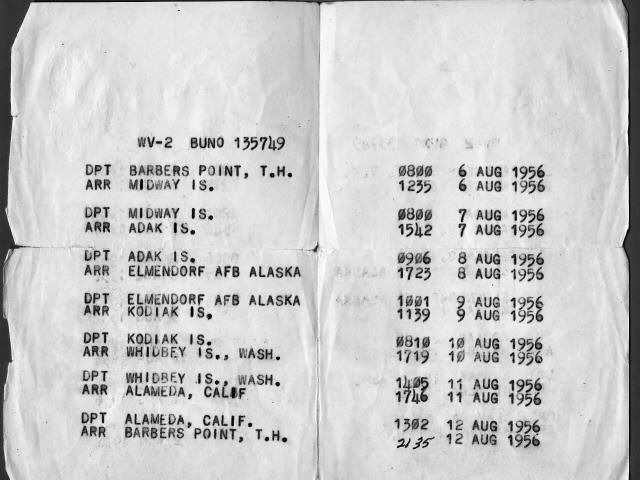 WV-2 BUNO 135749
DPT BARBERS POINT, T.H. 0800 6 AUG 1956
ARR MIDWAY IS. 1235 6 AUG 1956
DPT MIDWAY IS. 0800 7 AUG 1956
ARR ADAK IS. 1542 7 AUG 1956
DPT ADAK IS. 0906 8 AUG 1956
ARR ELMENDORF AFB ALASKA 1723 8 AUG 1956
DPT ELMENDORF AFB ALASKA 1001 9 AUG 1956
ARR KODIAK IS, 1139 9 AUG 1956
DPT KODIAK IS. 0810 10 AUG 1956
ARR WHIDBEY IS., WASH. 1719 10 AUG 1956
DPT WHIDBEY IS., WASH. 1405 11 AUG 1956
ARR ALAMEDA, CALIF 1746 11 AUG 1956
DPT ALAMEDA, CALIF. 1302 12 AUG 1956
ARR BARBERS POINT, T.H. 2135 12 AUG 1956